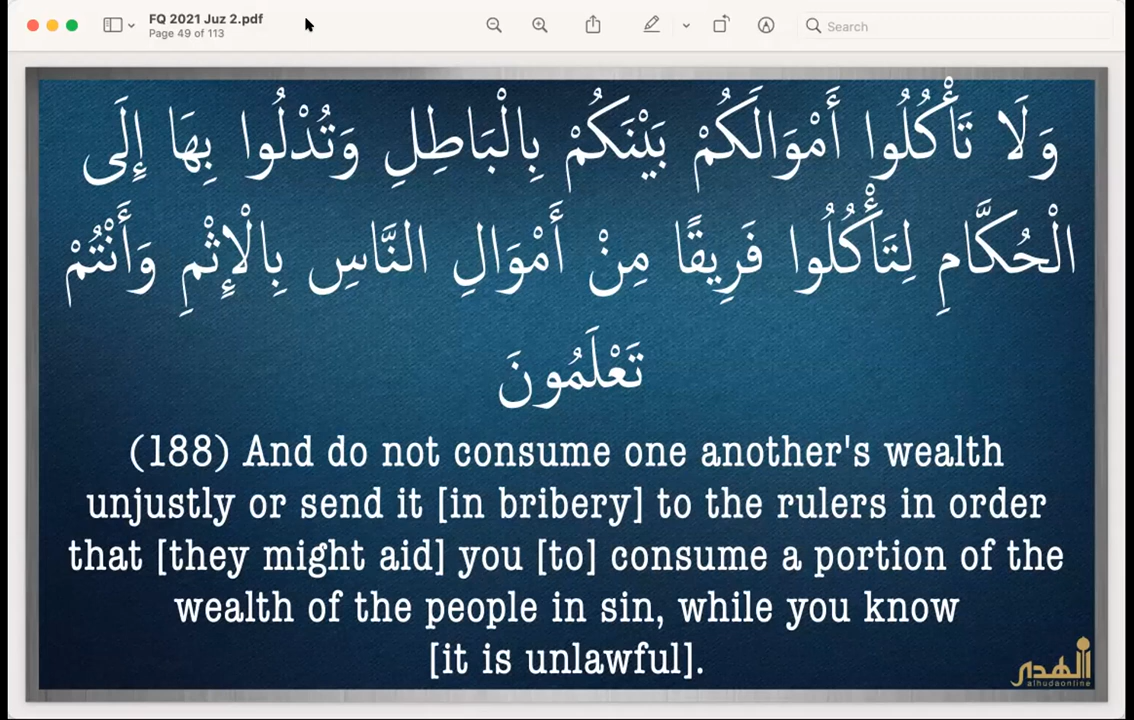 FQ 2021 Juz 2.pdf
Page 49 of 113
Search
وَلَا تَأْكُلُوا أَمْوَالَكُمْ بَيْنَكُمْ بِالْبَاطِلِ وَتُدْلُوا بِهَا إِلَى
الْحُكَّامِ لِتَأْكُلُوا فَرِيقًا مِنْ أَمْوَالِ النَّاسِ بِالْإِثْمِ وَأَنْتُمْ
تَعْلَمُونَ
(188) And do not consume one another's wealth
unjustly or send it [in bribery] to the rulers in order
that [they might aid] you [to] consume a portion of the
wealth of the people in sin, while you know
[it is unlawful].
الهدى
alhudaonline